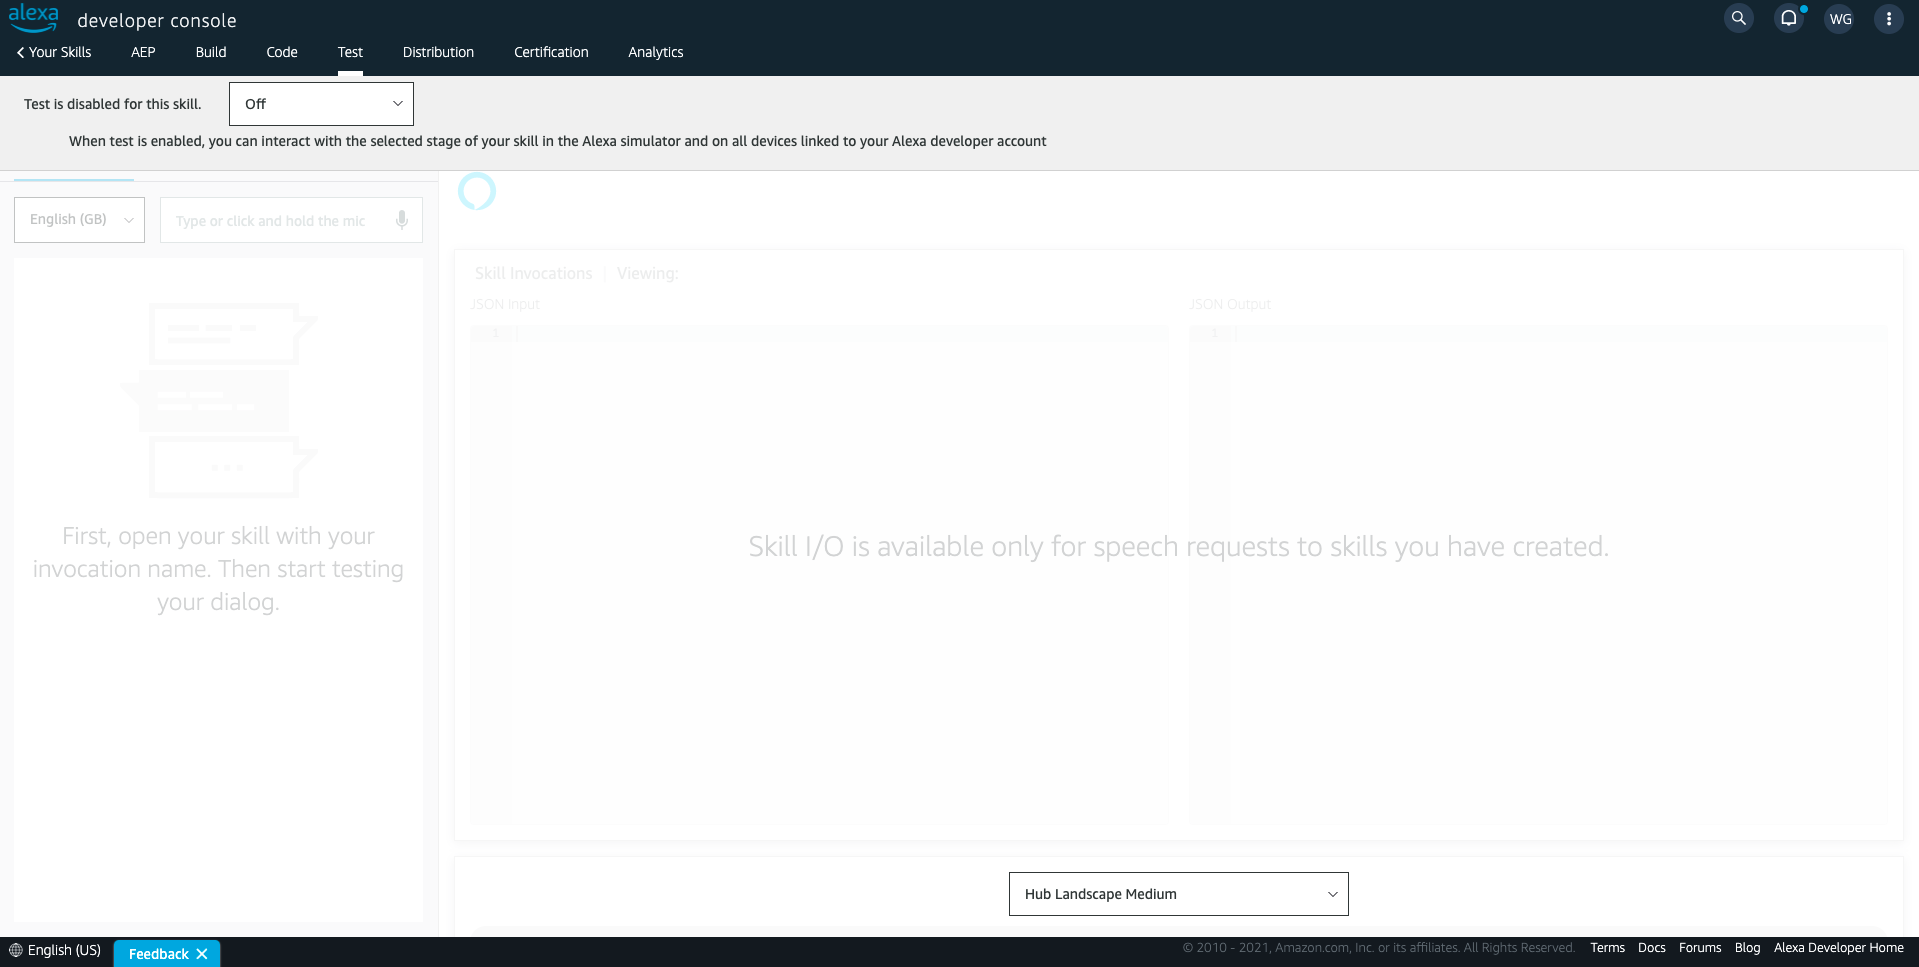 alexa developer console
WG
Your Skills AEP Build Code Test Distribution Certification Analytics
Test is disabled for this skill. Off
When test is enabled, you can interact with the selected stage of your skill in the Alexa simulator and on all devices linked to your Alexa developer account
English (GB) Type or click and hold the mic
First, open your skill with your
invocation name. Then start testing
your dialog.
Skill Invocations | Viewing:
JSON Input JSON Output
1 1
Skill I/O is available only for speech requests to skills you have created.
Hub Landscape Medium
English (US) Feedback © 2010 - 2021, Amazon.com, Inc. or its affiliates. All Rights Reserved. Terms Docs Forums Blog Alexa Developer Home